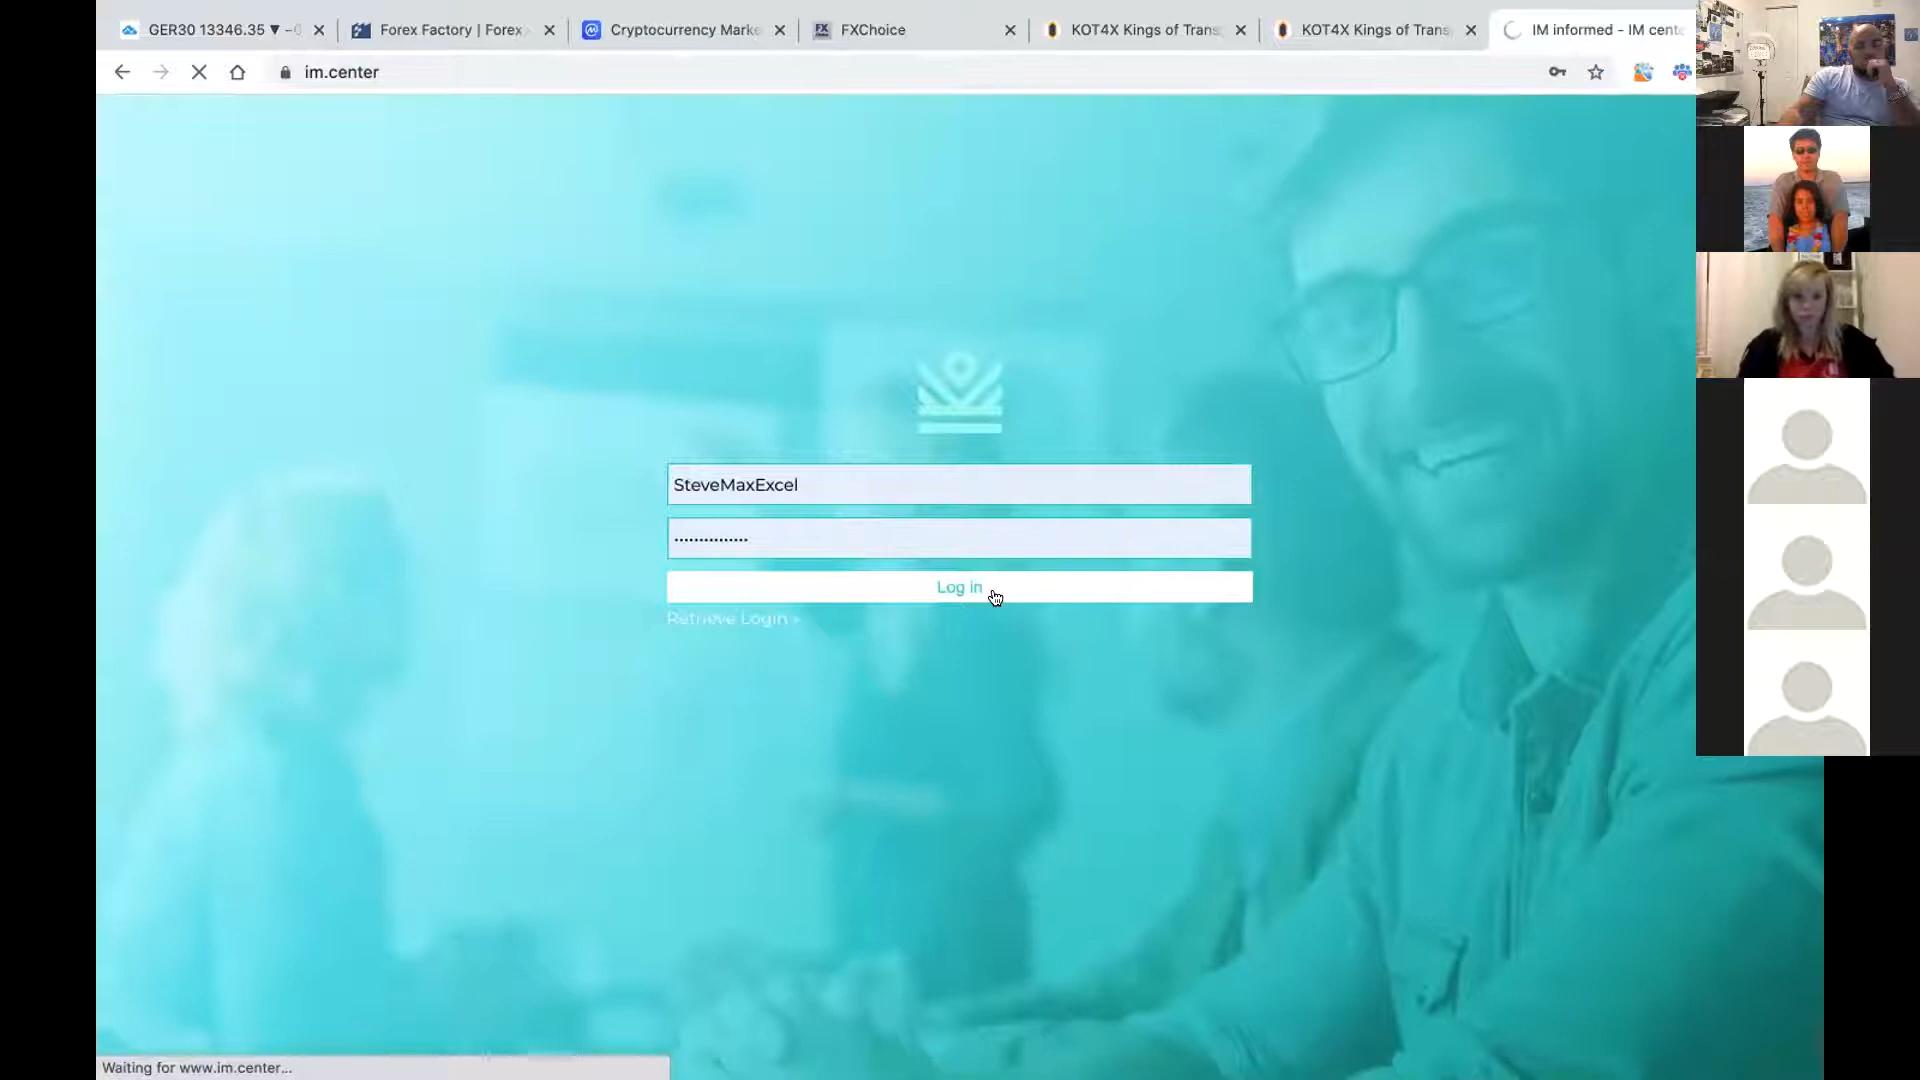 GER30 13346.35 ▼
Forex Factory | Forex
Cryptocurrency Marke
FXChoice
KOT4X Kings of Trans
KOT4X Kings of Trans
IM informed - IM cent
im.center
SteveMaxExcel
...............
Log in
Retrieve Login »
Waiting for www.im.center...